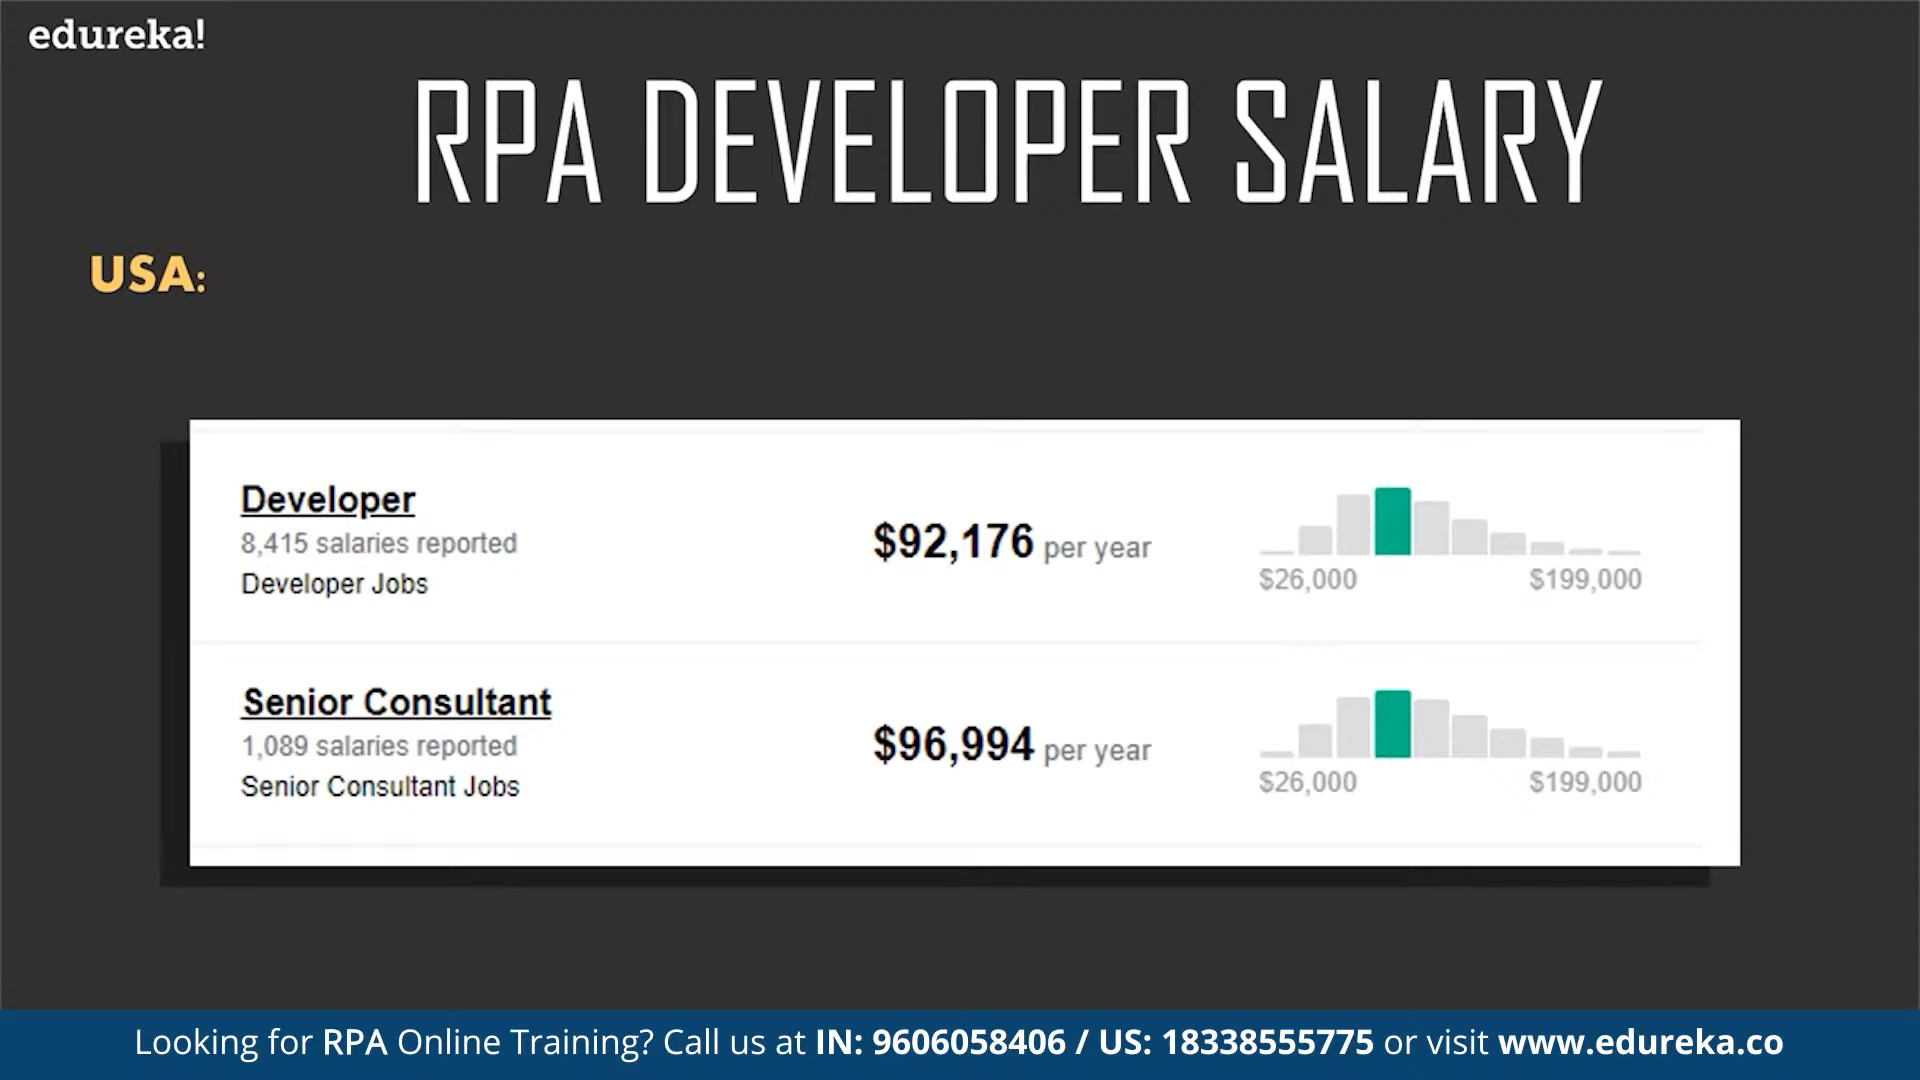 edureka!
RPA DEVELOPER SALARY
USA:
Developer
8,415 salaries reported
Developer Jobs
$92,176 per year
$26,000 $199,000
Senior Consultant
1,089 salaries reported
Senior Consultant Jobs
$96,994 per year
$26,000 $199,000
Looking for RPA Online Training? Call us at IN: 9606058406 / US: 18338555775 or visit www.edureka.co